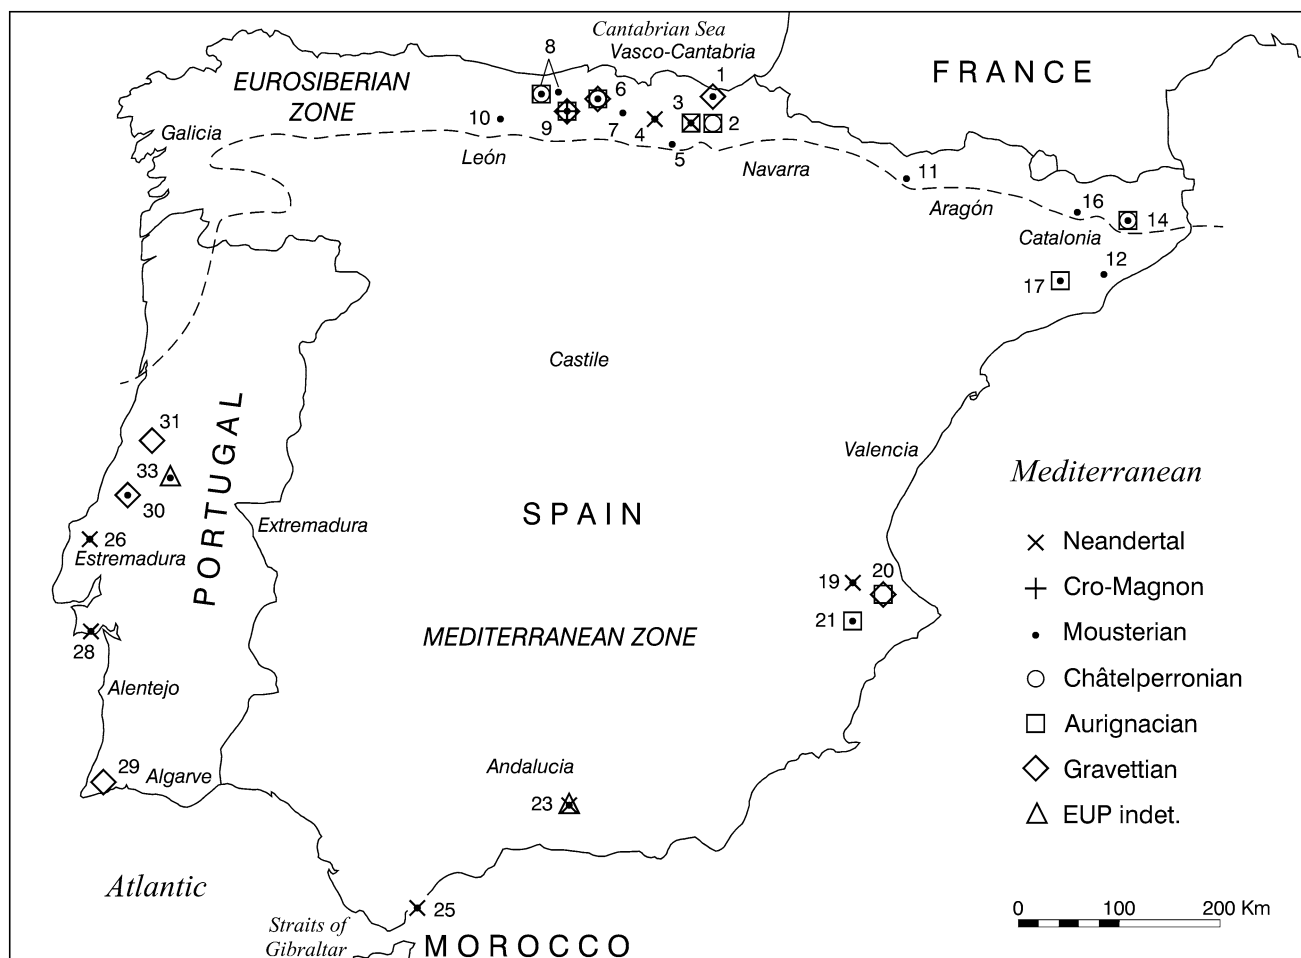 Cantabrian Sea
Vasco-Cantabria
FRANCE
EUROSIBERIAN
ZONE
8
1
6
3
2
10
9
7
4
5
Galicia
León
Navarra
11
Aragón
16
14
Catalonia
12
17
Castile
31
33
30
PORTUGAL
Valencia
Mediterranean
SPAIN
Extremadura
26
Estremadura
19
20
21
28
MEDITERRANEAN ZONE
Alentejo
29
Algarve
Andalucia
23
Neandertal
Cro-Magnon
Mousterian
Châtelperronian
Aurignacian
Gravettian
EUP indet.
Atlantic
25
Straits of
Gibraltar
MOROCCO
0 100 200 Km